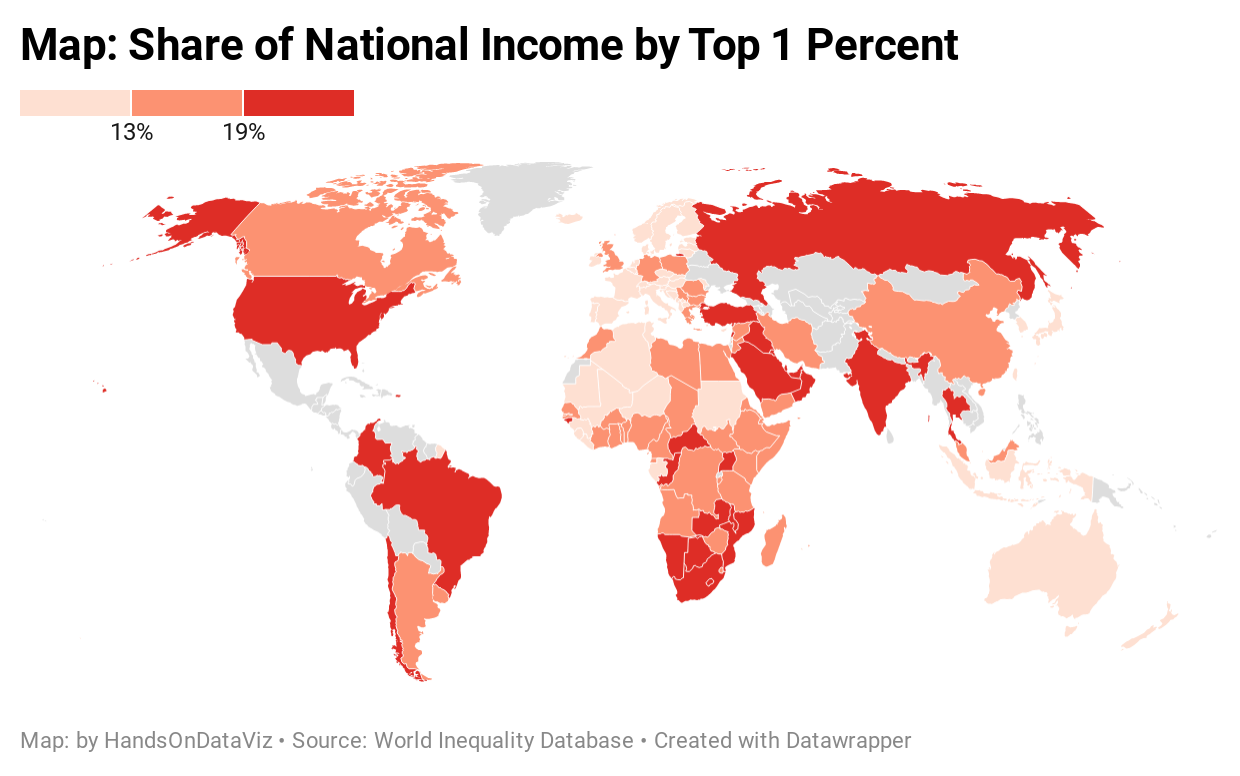 Map: Share of National Income by Top 1 Percent
13% 19%
Map: by HandsOnDataViz • Source: World Inequality Database • Created with Datawrapper